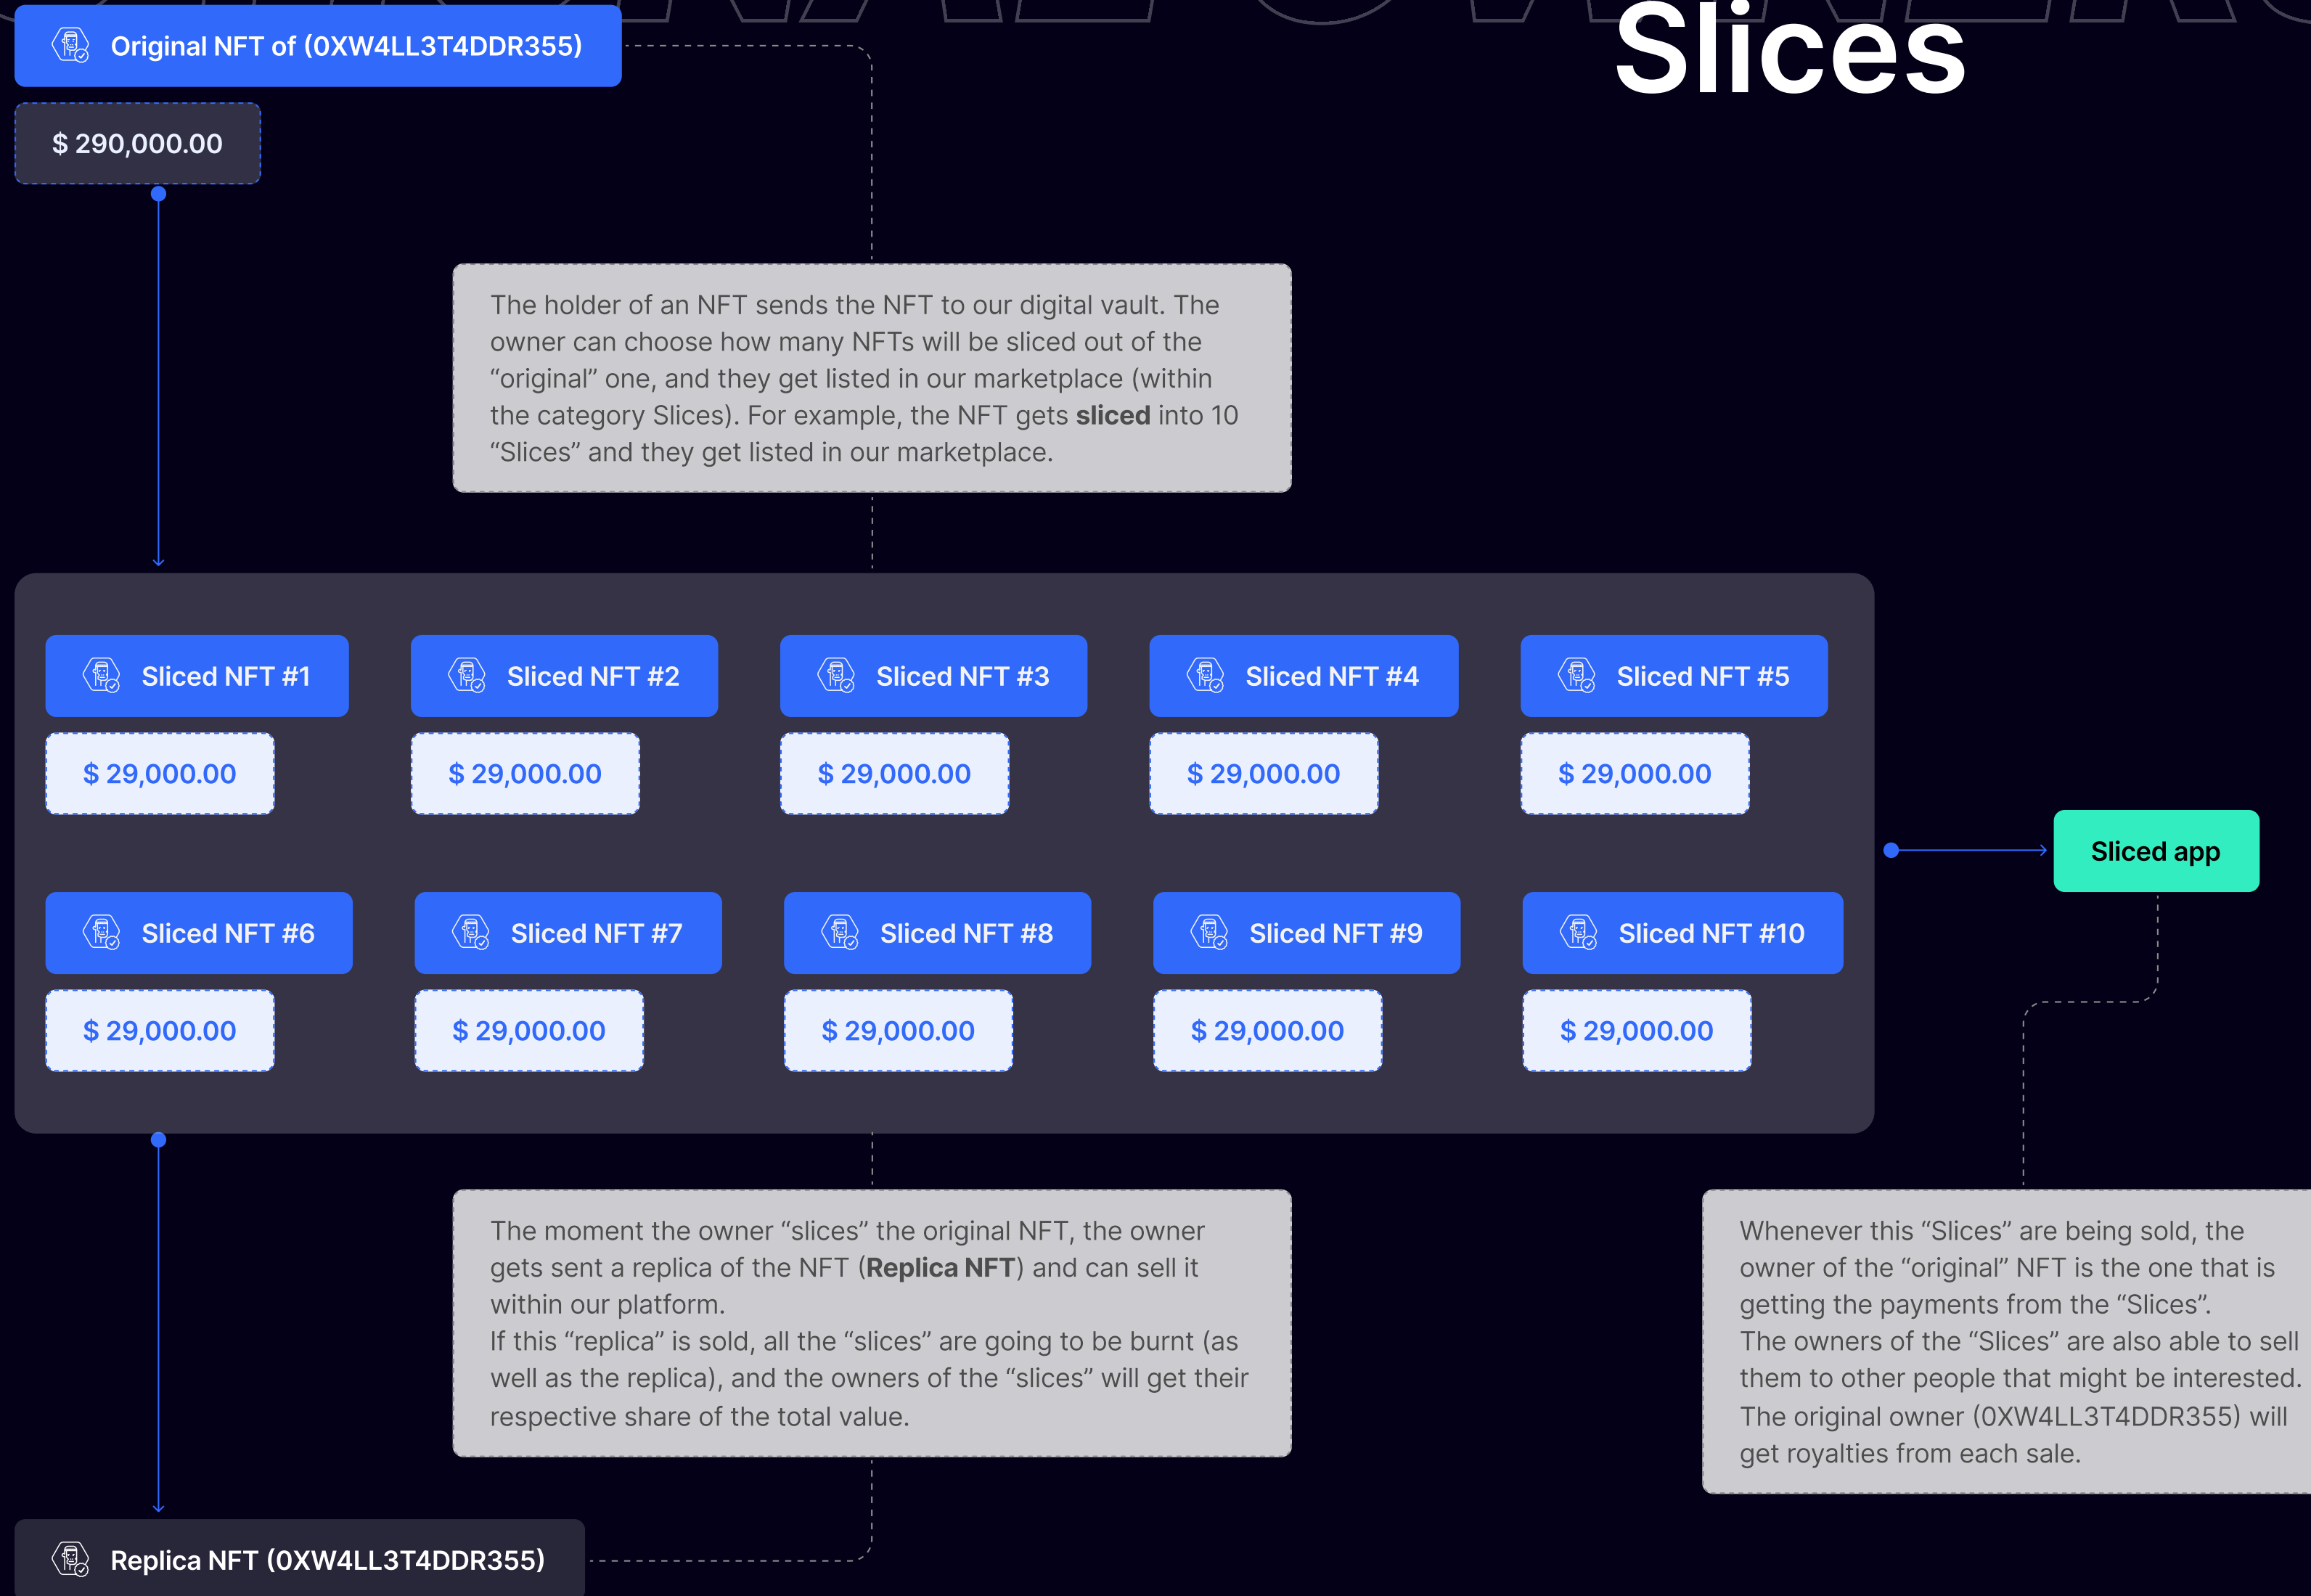 Slices
Original NFT of (0XW4LL3T4DDR355)
$ 290,000.00
The holder of an NFT sends the NFT to our digital vault. The
owner can choose how many NFTs will be sliced out of the
“original” one, and they get listed in our marketplace (within
the category Slices). For example, the NFT gets sliced into 10
“Slices” and they get listed in our marketplace.
Sliced NFT #1
Sliced NFT #2
Sliced NFT #3
Sliced NFT #4
Sliced NFT #5
$ 29,000.00
$ 29,000.00
$ 29,000.00
$ 29,000.00
$ 29,000.00
Sliced NFT #6
Sliced NFT #7
Sliced NFT #8
Sliced NFT #9
Sliced NFT #10
$ 29,000.00
$ 29,000.00
$ 29,000.00
$ 29,000.00
$ 29,000.00
Sliced app
The moment the owner “slices” the original NFT, the owner
gets sent a replica of the NFT (Replica NFT) and can sell it
within our platform.
If this “replica” is sold, all the “slices” are going to be burnt (as
well as the replica), and the owners of the “slices” will get their
respective share of the total value.
Whenever this “Slices” are being sold, the
owner of the “original” NFT is the one that is
getting the payments from the “Slices”.
The owners of the “Slices” are also able to sell
them to other people that might be interested.
The original owner (0XW4LL3T4DDR355) will
get royalties from each sale.
Replica NFT (0XW4LL3T4DDR355)